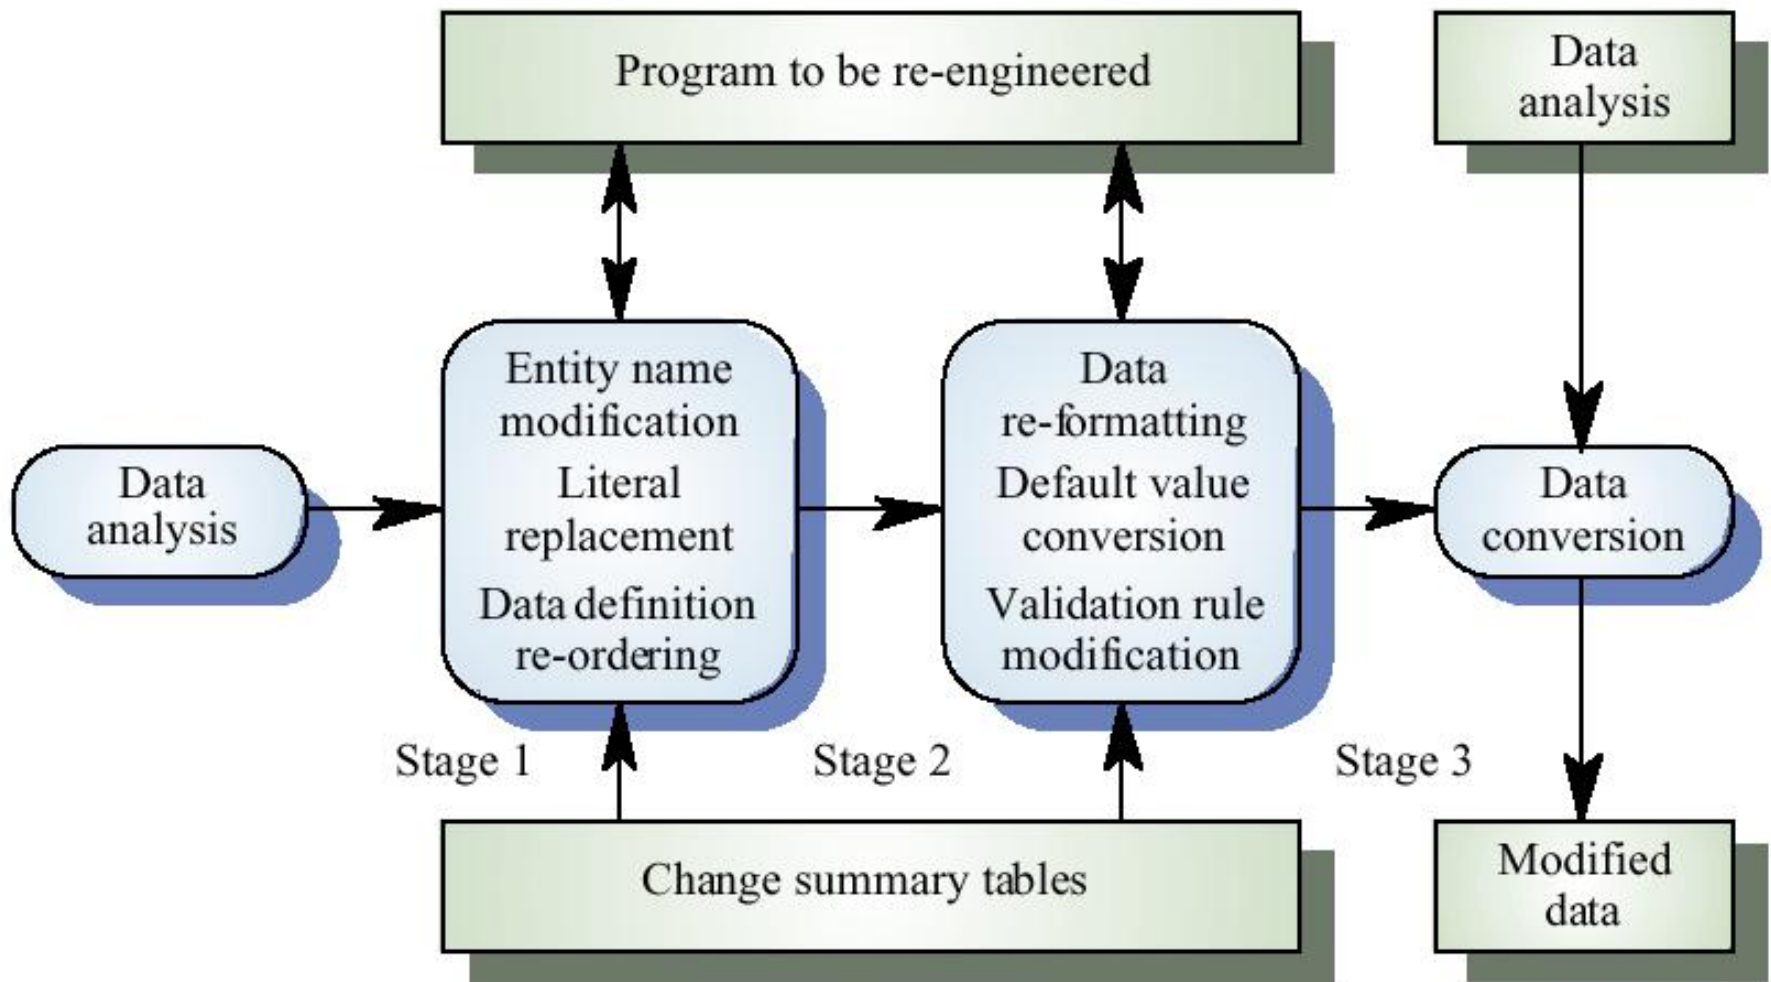 Program to be re-engineered
Data
analysis
Data
analysis
Entity name
modification
Literal
replacement
Data definition
re-ordering
Data
re-formatting
Default value
conversion
Validation rule
modification
Data
conversion
Stage 1
Stage 2
Stage 3
Change summary tables
Modified
data